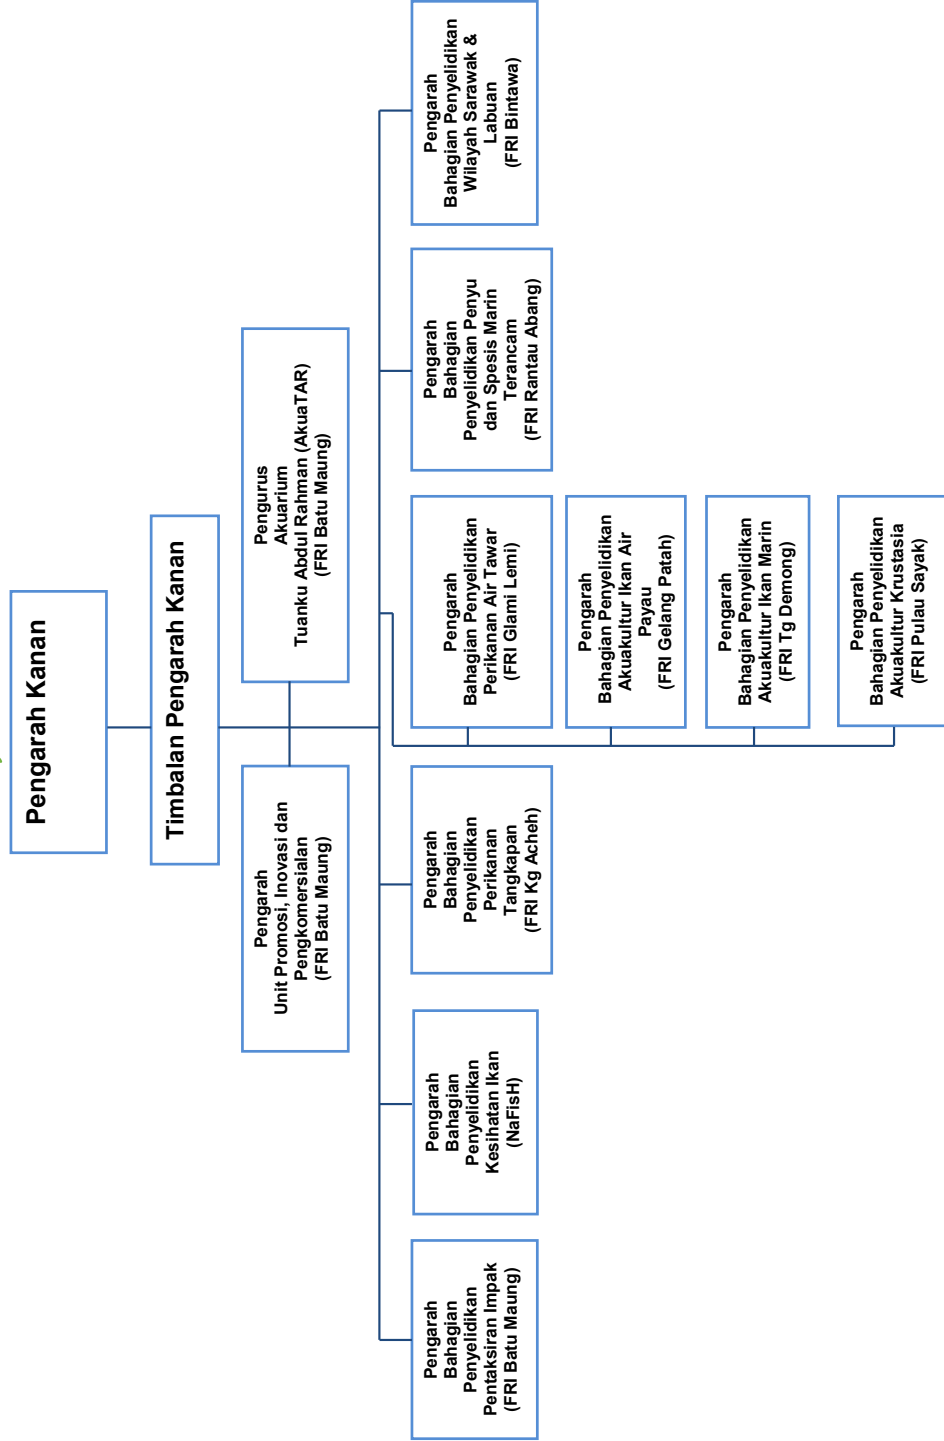 Pengarah Kanan
Timbalan Pengarah Kanan
Pengarah
Unit Promosi, Inovasi dan
Pengkomersialan
(FRI Batu Maung)
Pengurus
Akuarium
Tuanku Abdul Rahman (AkuaTAR)
(FRI Batu Maung)
Pengarah
Bahagian
Penyelidikan
Pentaksiran Impak
(FRI Batu Maung)
Pengarah
Bahagian
Penyelidikan
Kesihatan Ikan
(NaFisH)
Pengarah
Bahagian
Penyelidikan
Perikanan
Tangkapan
(FRI Kg Acheh)
Pengarah
Bahagian Penyelidikan
Perikanan Air Tawar
(FRI Glami Lemi)
Pengarah
Bahagian Penyelidikan
Akuakultur Ikan Air
Payau
(FRI Gelang Patah)
Pengarah
Bahagian Penyelidikan
Akuakultur Ikan Marin
(FRI Tg Demong)
Pengarah
Bahagian Penyelidikan
Akuakultur Krustasia
(FRI Pulau Sayak)
Pengarah
Bahagian
Penyelidikan Penyu
dan Spesis Marin
Terancam
(FRI Rantau Abang)
Pengarah
Bahagian Penyelidikan
Wilayah Sarawak &
Labuan
(FRI Bintawa)